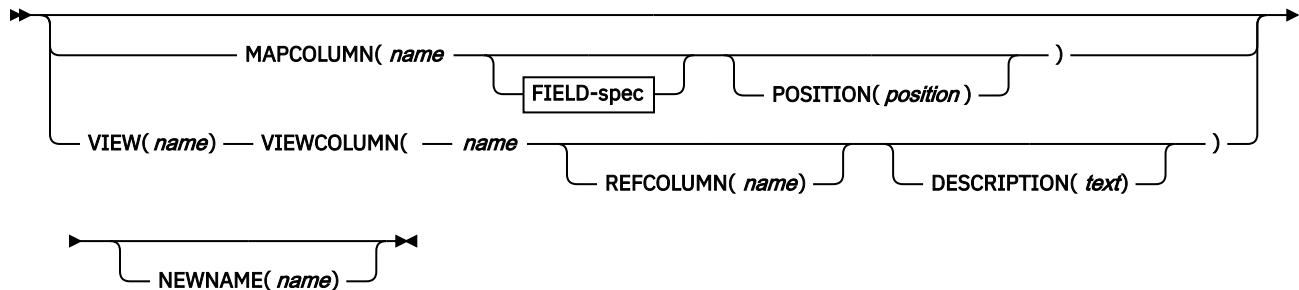 MAPCOLUMN( name )
FIELD-spec POSITION( position )
VIEW( name) VIEWCOLUMN( name )
REFCOLUMN( name) DESCRIPTION( text)
NEWNAME( name)